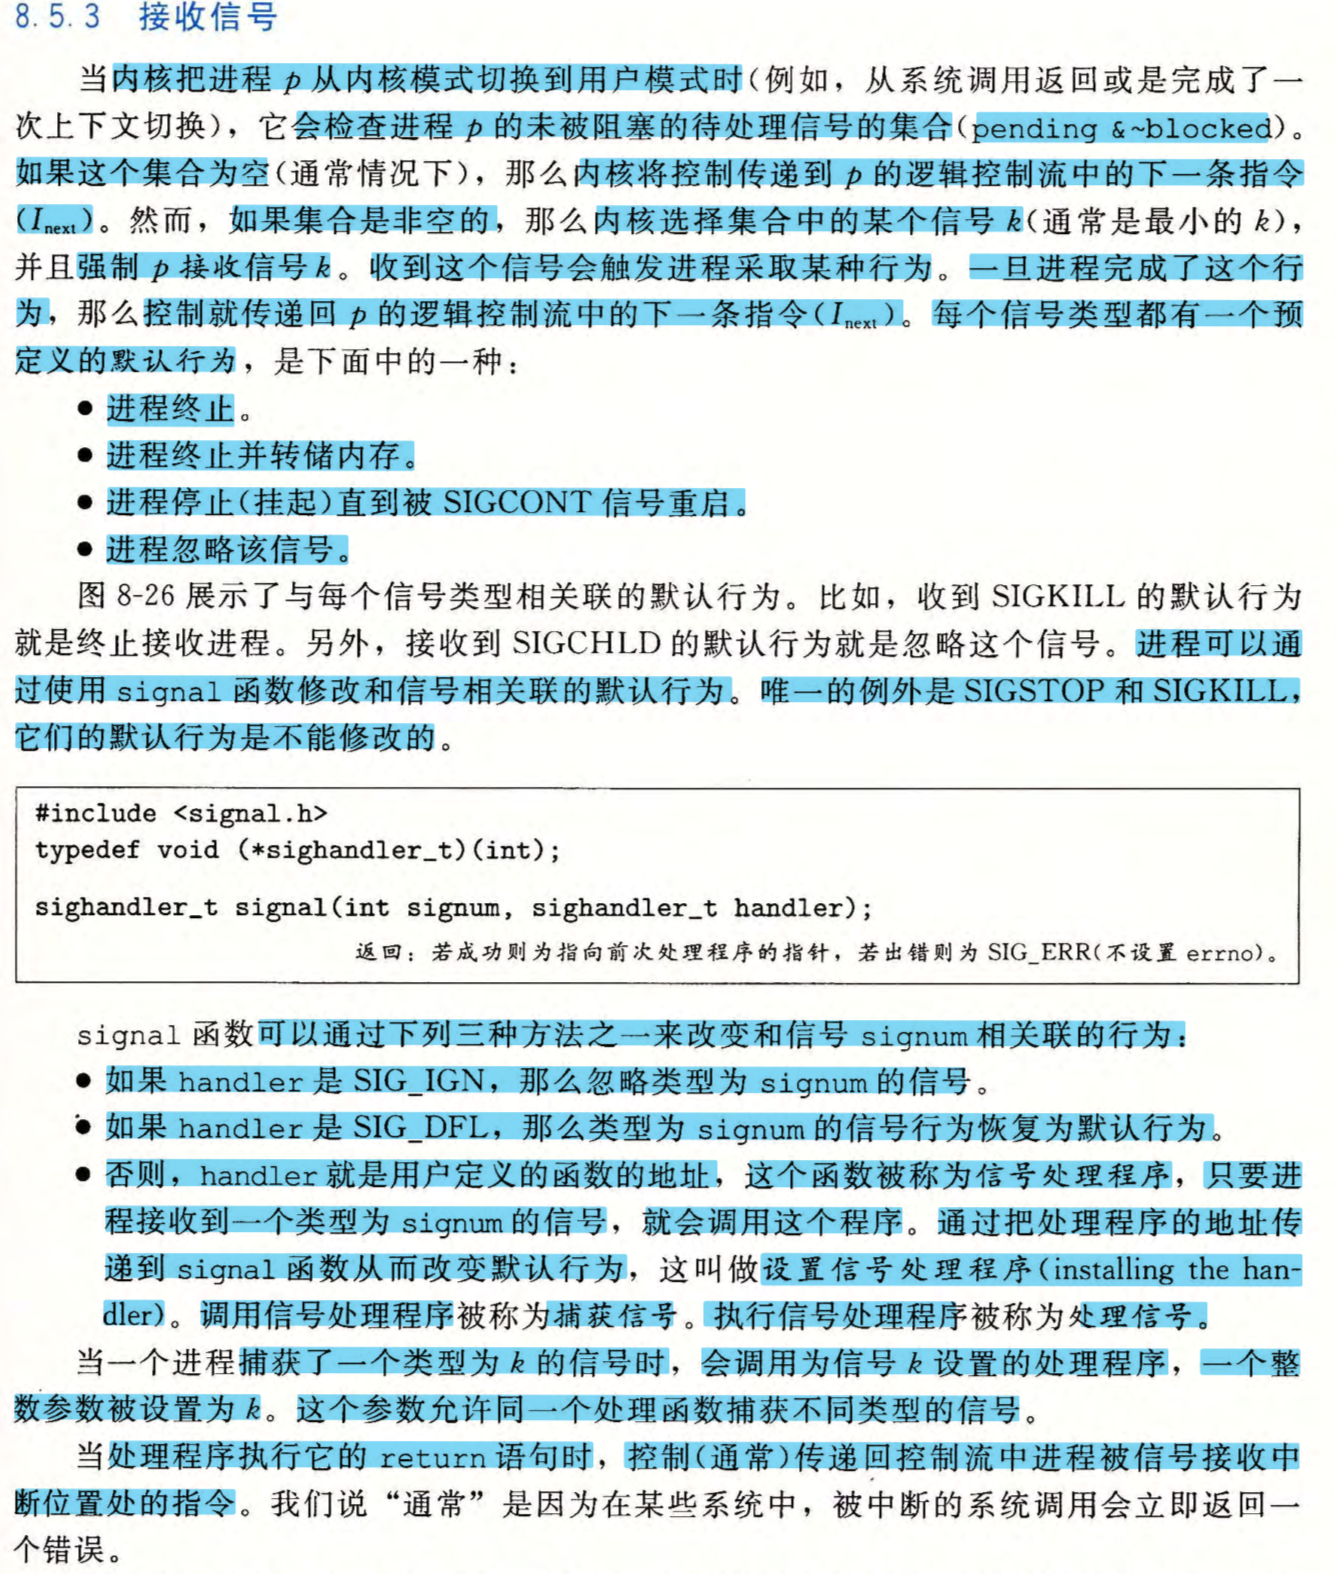 8.5.3 接收信号
当内核把进程 p 从内核模式切换到用户模式时(例如，从系统调用返回或是完成了一
次上下文切换)，它会检查进程 p 的未被阻塞的待处理信号的集合(pending &~blocked)。
如果这个集合为空(通常情况下)，那么内核将控制传递到 p 的逻辑控制流中的下一条指令
(Inext)。然而，如果集合是非空的，那么内核选择集合中的某个信号 k(通常是最小的 k)，
并且强制 p 接收信号 k。收到这个信号会触发进程采取某种行为。一旦进程完成了这个行
为，那么控制就传递回 p 的逻辑控制流中的下一条指令(Inext)。每个信号类型都有一个预
定义的默认行为，是下面中的一种：
● 进程终止。
● 进程终止并转储内存。
● 进程停止(挂起)直到被 SIGCONT 信号重启。
● 进程忽略该信号。
图 8-26 展示了与每个信号类型相关联的默认行为。比如，收到 SIGKILL 的默认行为
就是终止接收进程。另外，接收到 SIGCHLD 的默认行为就是忽略这个信号。进程可以通
过使用 signal 函数修改和信号相关联的默认行为。唯一的例外是 SIGSTOP 和 SIGKILL，
它们的默认行为是不能修改的。
#include <signal.h>
typedef void (*sighandler_t)(int);
sighandler_t signal(int signum, sighandler_t handler);
返回：若成功则为指向前次处理程序的指针，若出错则为 SIG_ERR(不设置 errno)。
signal 函数可以通过下列三种方法之一来改变和信号 signum 相关联的行为：
● 如果 handler 是 SIG_IGN，那么忽略类型为 signum 的信号。
● 如果 handler 是 SIG_DFL，那么类型为 signum 的信号行为恢复为默认行为。
● 否则，handler 就是用户定义的函数的地址，这个函数被称为信号处理程序，只要进
程接收到一个类型为 signum 的信号，就会调用这个程序。通过把处理程序的地址传
递到 signal 函数从而改变默认行为，这叫做设置信号处理程序(installing the han-
dler)。调用信号处理程序被称为捕获信号。执行信号处理程序被称为处理信号。
当一个进程捕获了一个类型为 k 的信号时，会调用为信号 k 设置的处理程序，一个整
数参数被设置为 k。这个参数允许同一个处理函数捕获不同类型的信号。
当处理程序执行它的 return 语句时，控制(通常)传递回控制流中进程被信号接收中
断位置处的指令。我们说“通常”是因为在某些系统中，被中断的系统调用会立即返回一
个错误。